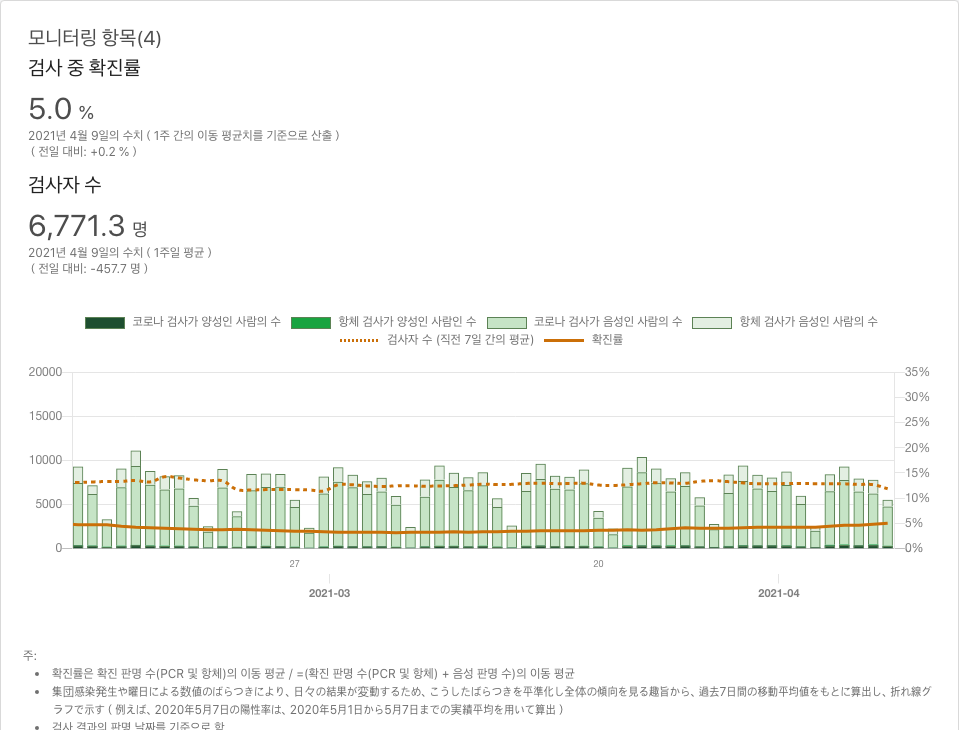 모니터링 항목(4)
검사 중 확진률
5.0 %
2021년 4월 9일의 수치 ( 1주 간의 이동 평균치를 기준으로 산출 )
( 전일 대비: +0.2 % )
검사자 수
6,771.3 명
2021년 4월 9일의 수치 ( 1주일 평균 )
( 전일 대비: -457.7 명 )
코로나 검사가 양성인 사람의 수 항체 검사가 양성인 사람인 수 코로나 검사가 음성인 사람의 수 항체 검사가 음성인 사람의 수
검사자 수 (직전 7일 간의 평균) 확진률
20000 35%
30%
15000 25%
20%
10000 15%
10%
5000 5%
0 0%
27 20
2021-03 2021-04
주:
• 확진률은 확진 판명 수(PCR 및 항체)의 이동 평균 / =(확진 판명 수(PCR 및 항체) + 음성 판명 수)의 이동 평균
• 集団感染発生や曜日による数値のばらつきにより、日々の結果が変動するため、こうしたばらつきを平準化し全体の傾向を見る趣旨から、過去7日間の移動平均値をもとに算出し、折れ線グ
ラフで示す ( 例えば、2020年5月7日の陽性率は、2020年5月1日から5月7日までの実績平均を用いて算出 )
• 검사 결과의 판명 날짜를 기준으로 함